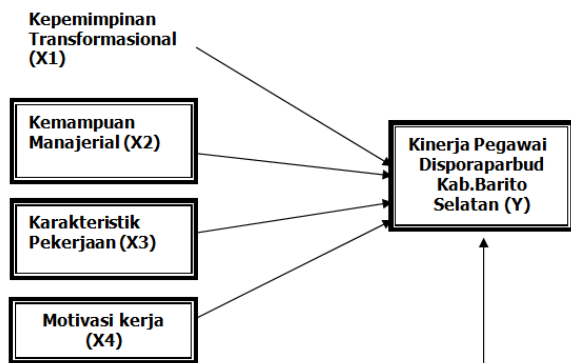 Kepemimpinan
Transformasional
(X1)
Kemampuan
Manajerial (X2)
Karakteristik
Pekerjaan (X3)
Motivasi kerja
(X4)
Kinerja Pegawai
Disporaparbud
Kab.Barito
Selatan (Y)